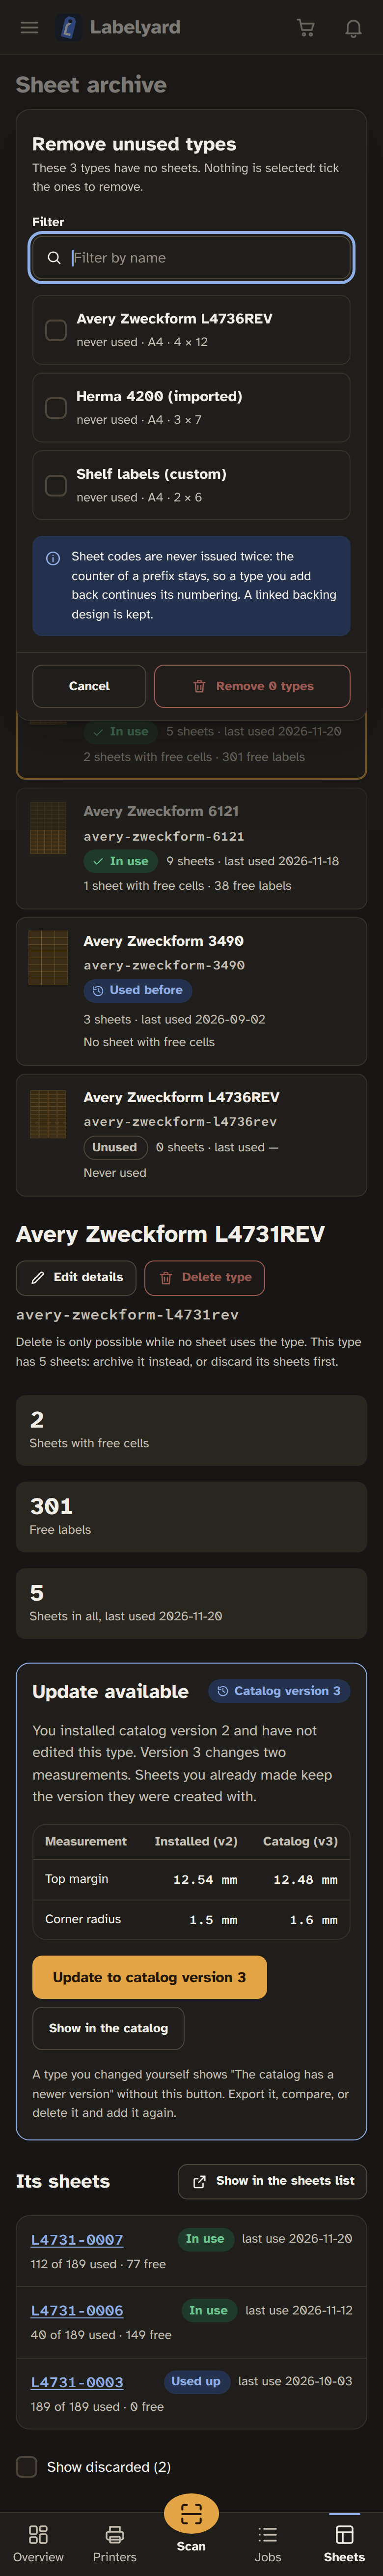 Labelyard
Sheet archive
Remove unused types
These 3 types have no sheets. Nothing is selected: tick
the ones to remove.
Filter
Filter by name
Avery Zweckform L4736REV
never used · A4 · 4 × 12
Herma 4200 (imported)
never used · A4 · 3 × 7
Shelf labels (custom)
never used · A4 · 2 × 6
Sheet codes are never issued twice: the
counter of a prefix stays, so a type you add
back continues its numbering. A linked backing
design is kept.
Cancel
Remove 0 types
In use 5 sheets · last used 2026-11-20
2 sheets with free cells · 301 free labels
Avery Zweckform 6121
avery-zweckform-6121
In use 9 sheets · last used 2026-11-18
1 sheet with free cells · 38 free labels
Avery Zweckform 3490
avery-zweckform-3490
Used before
3 sheets · last used 2026-09-02
No sheet with free cells
Avery Zweckform L4736REV
avery-zweckform-l4736rev
Unused 0 sheets · last used —
Never used
Avery Zweckform L4731REV
Edit details
Delete type
avery-zweckform-l4731rev
Delete is only possible while no sheet uses the type. This type
has 5 sheets: archive it instead, or discard its sheets first.
2
Sheets with free cells
301
Free labels
5
Sheets in all, last used 2026-11-20
Update available
Catalog version 3
You installed catalog version 2 and have not
edited this type. Version 3 changes two
measurements. Sheets you already made keep
the version they were created with.
Measurement Installed (v2) Catalog (v3)
Top margin 12.54 mm 12.48 mm
Corner radius 1.5 mm 1.6 mm
Update to catalog version 3
Show in the catalog
A type you changed yourself shows "The catalog has a
newer version" without this button. Export it, compare, or
delete it and add it again.
Its sheets
Show in the sheets list
L4731-0007 In use last use 2026-11-20
112 of 189 used · 77 free
L4731-0006 In use last use 2026-11-12
40 of 189 used · 149 free
L4731-0003 Used up last use 2026-10-03
189 of 189 used · 0 free
Show discarded (2)
Overview
Printers
Scan
Jobs
Sheets